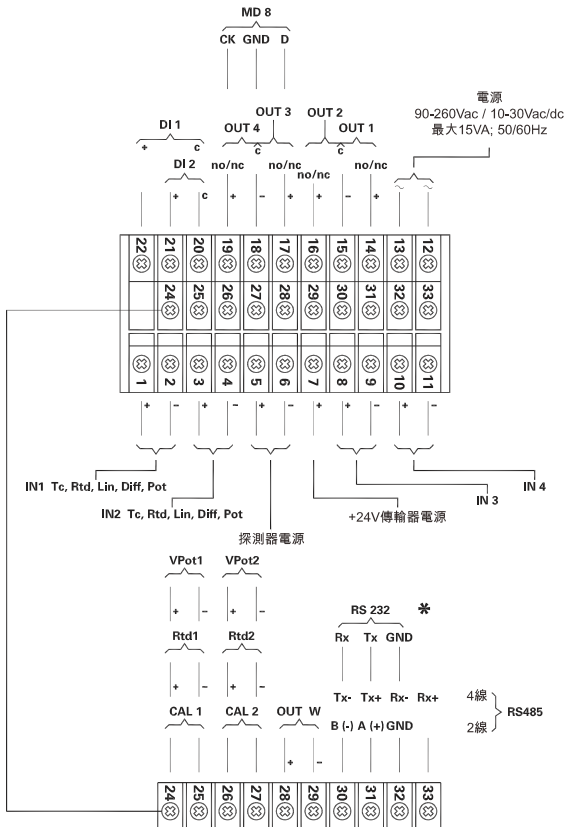 MD 8
CK GND D
電源
90-260Vac / 10-30Vac/dc
最大15VA; 50/60Hz
OUT 3 OUT 2
DI 1 OUT 4 OUT 1
+ c c c
DI 2 no/nc no/nc no/nc no/nc
+ c + − + + − + ~ ~
22 21 20 19 18 17 16 15 14 13 12
24 25 26 27 28 29 30 31 32 33
1 2 3 4 5 6 7 8 9 10 11
+ − + − + − + + − + −
IN1 Tc, Rtd, Lin, Diff, Pot
IN 3
IN 4
IN2 Tc, Rtd, Lin, Diff, Pot
+24V傳輸器電源
探測器電源
VPot1 VPot2
+ − + −
RS 232 *
Rtd1 Rtd2
Rx Tx GND
+ − + −
Tx- Tx+ Rx- Rx+ 4線
RS485
CAL 1 CAL 2 OUT W
B (-) A (+) GND 2線
+ −
24 25 26 27 28 29 30 31 32 33